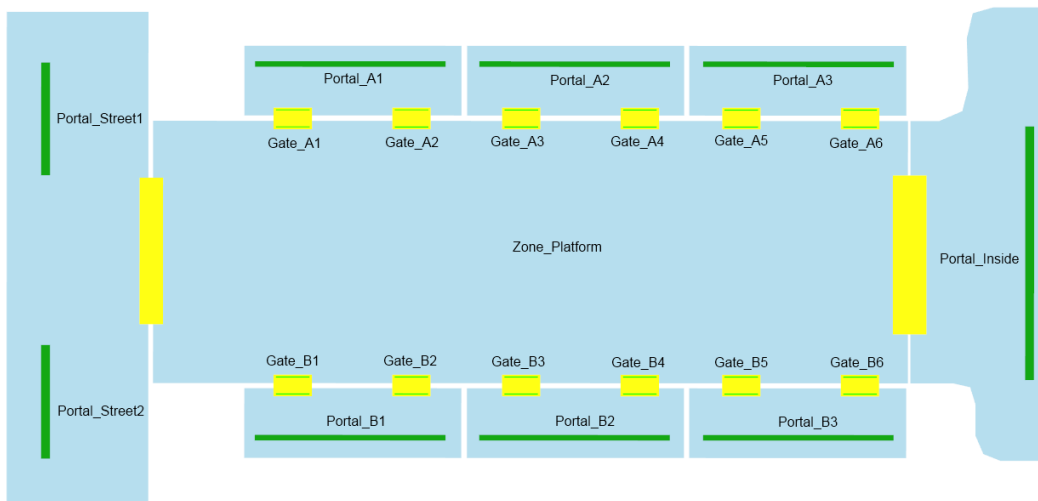 Portal_A1
Portal_A2
Portal_A3
Portal_Street1
Gate_A1
Gate_A2
Gate_A3
Gate_A4
Gate_A5
Gate_A6
Zone_Platform
Portal_Inside
Gate_B1
Gate_B2
Gate_B3
Gate_B4
Gate_B5
Gate_B6
Portal_Street2
Portal_B1
Portal_B2
Portal_B3